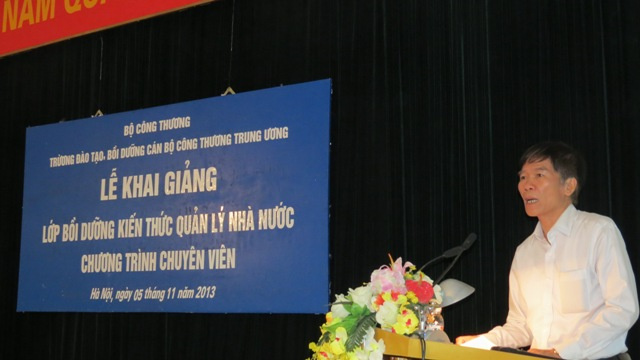 NAM QUA
BỘ CÔNG THƯƠNG
TRƯỜNG ĐÀO TẠO, BỒI DƯỠNG CÁN BỘ CÔNG THƯƠNG TRUNG ƯƠNG
LỄ KHAI GIẢNG
LỚP BỒI DƯỠNG KIẾN THỨC QUẢN LÝ NHÀ NƯỚC
CHƯƠNG TRÌNH CHUYÊN VIÊN
Hà Nội, ngày 05 tháng 11 năm 2013